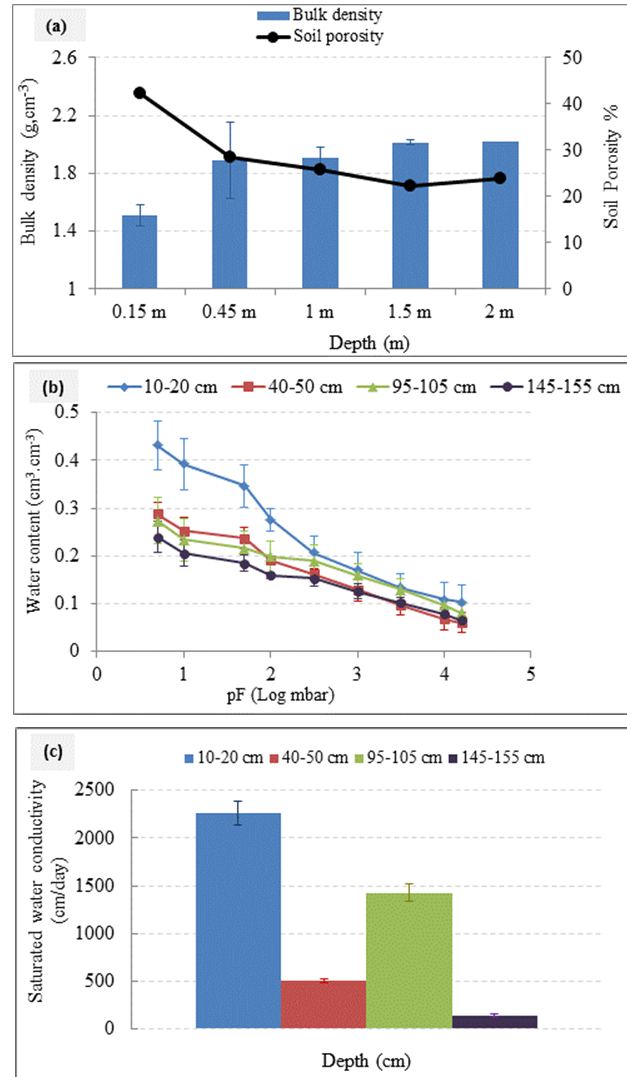 (a)
Bulk density
Soil porosity
2.6
2.2
1.8
1.4
1
50
40
30
20
10
0
Bulk density (g,cm-³)
Soil Porosity %
0.15 m 0.45 m 1 m 1.5 m 2 m
Depth (m)
(b)
10-20 cm 40-50 cm 95-105 cm 145-155 cm
0.5
0.4
0.3
0.2
0.1
0
Water content (cm³.cm-³)
0 1 2 3 4 5
pF (Log mbar)
(c)
10-20 cm 40-50 cm 95-105 cm 145-155 cm
2500
2000
1500
1000
500
0
Saturated water conductivity
(cm/day)
Depth (cm)